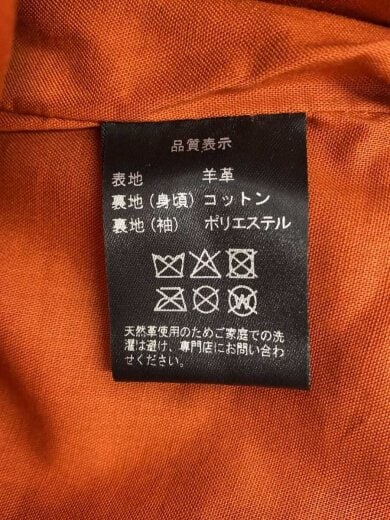 品質表示
表地 羊革
裏地(身頃) コットン
裏地(袖) ポリエステル
W
天然革使用のためご家庭での洗
濯は避け、専門店にお問い合わ
せください。